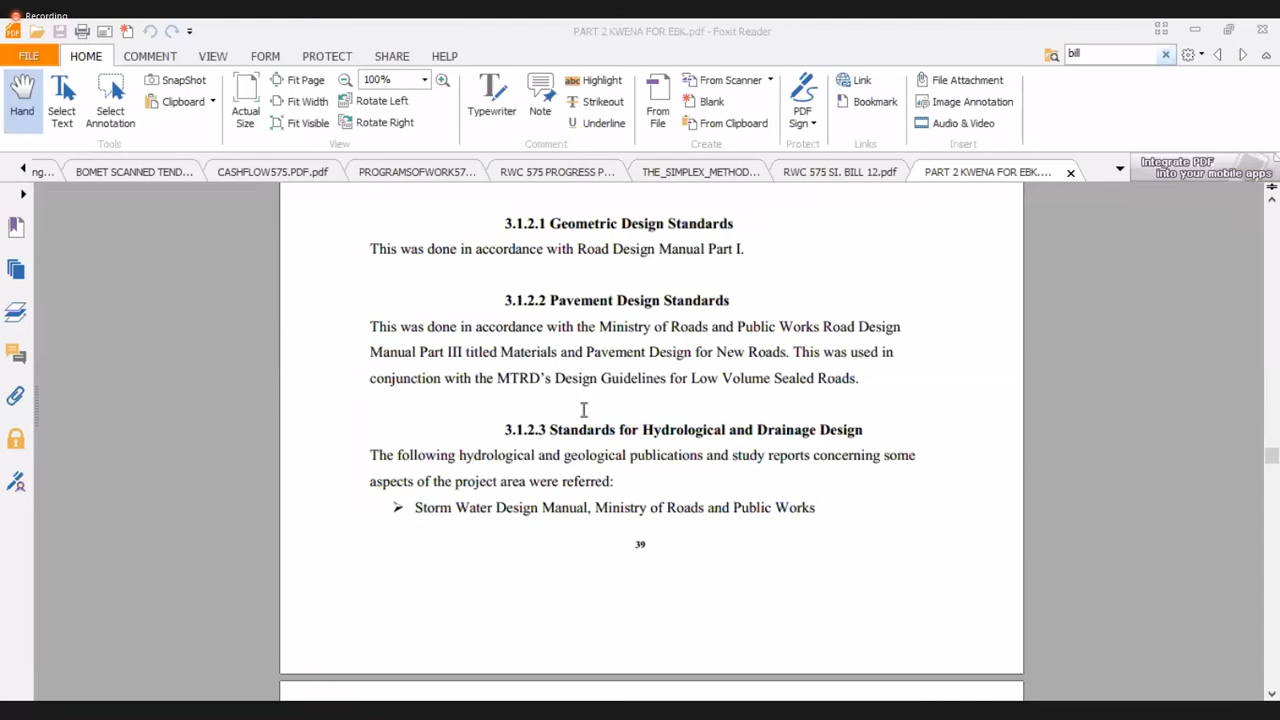 Recording
PART 2 KWENA FOR EBK.pdf - Foxit Reader
FILE
HOME
COMMENT
VIEW
FORM
PROTECT
SHARE
HELP
bill
Hand
Select
Text
Select
Annotation
SnapShot
Clipboard
Tools
Actual
Size
Fit Page
Fit Width
Fit Visible
100%
Rotate Left
Rotate Right
View
Typewriter
Note
Highlight
Strikeout
Underline
Comment
From
File
From Scanner
Blank
From Clipboard
Create
PDF
Sign
Protect
Link
Bookmark
Links
File Attachment
Image Annotation
Audio & Video
Insert
ng...
BOMET SCANNED TEND...
CASHFLOW575.PDF.pdf
PROGRAMSOFWORK57...
RWC 575 PROGRESS P...
THE_SIMPLEX_METHOD...
RWC 575 SI. BILL 12.pdf
PART 2 KWENA FOR EBK....
Integrate PDF
into your mobile apps
3.1.2.1 Geometric Design Standards
This was done in accordance with Road Design Manual Part I.
3.1.2.2 Pavement Design Standards
This was done in accordance with the Ministry of Roads and Public Works Road Design
Manual Part III titled Materials and Pavement Design for New Roads. This was used in
conjunction with the MTRD's Design Guidelines for Low Volume Sealed Roads.
3.1.2.3 Standards for Hydrological and Drainage Design
The following hydrological and geological publications and study reports concerning some
aspects of the project area were referred:
➢ Storm Water Design Manual, Ministry of Roads and Public Works
39